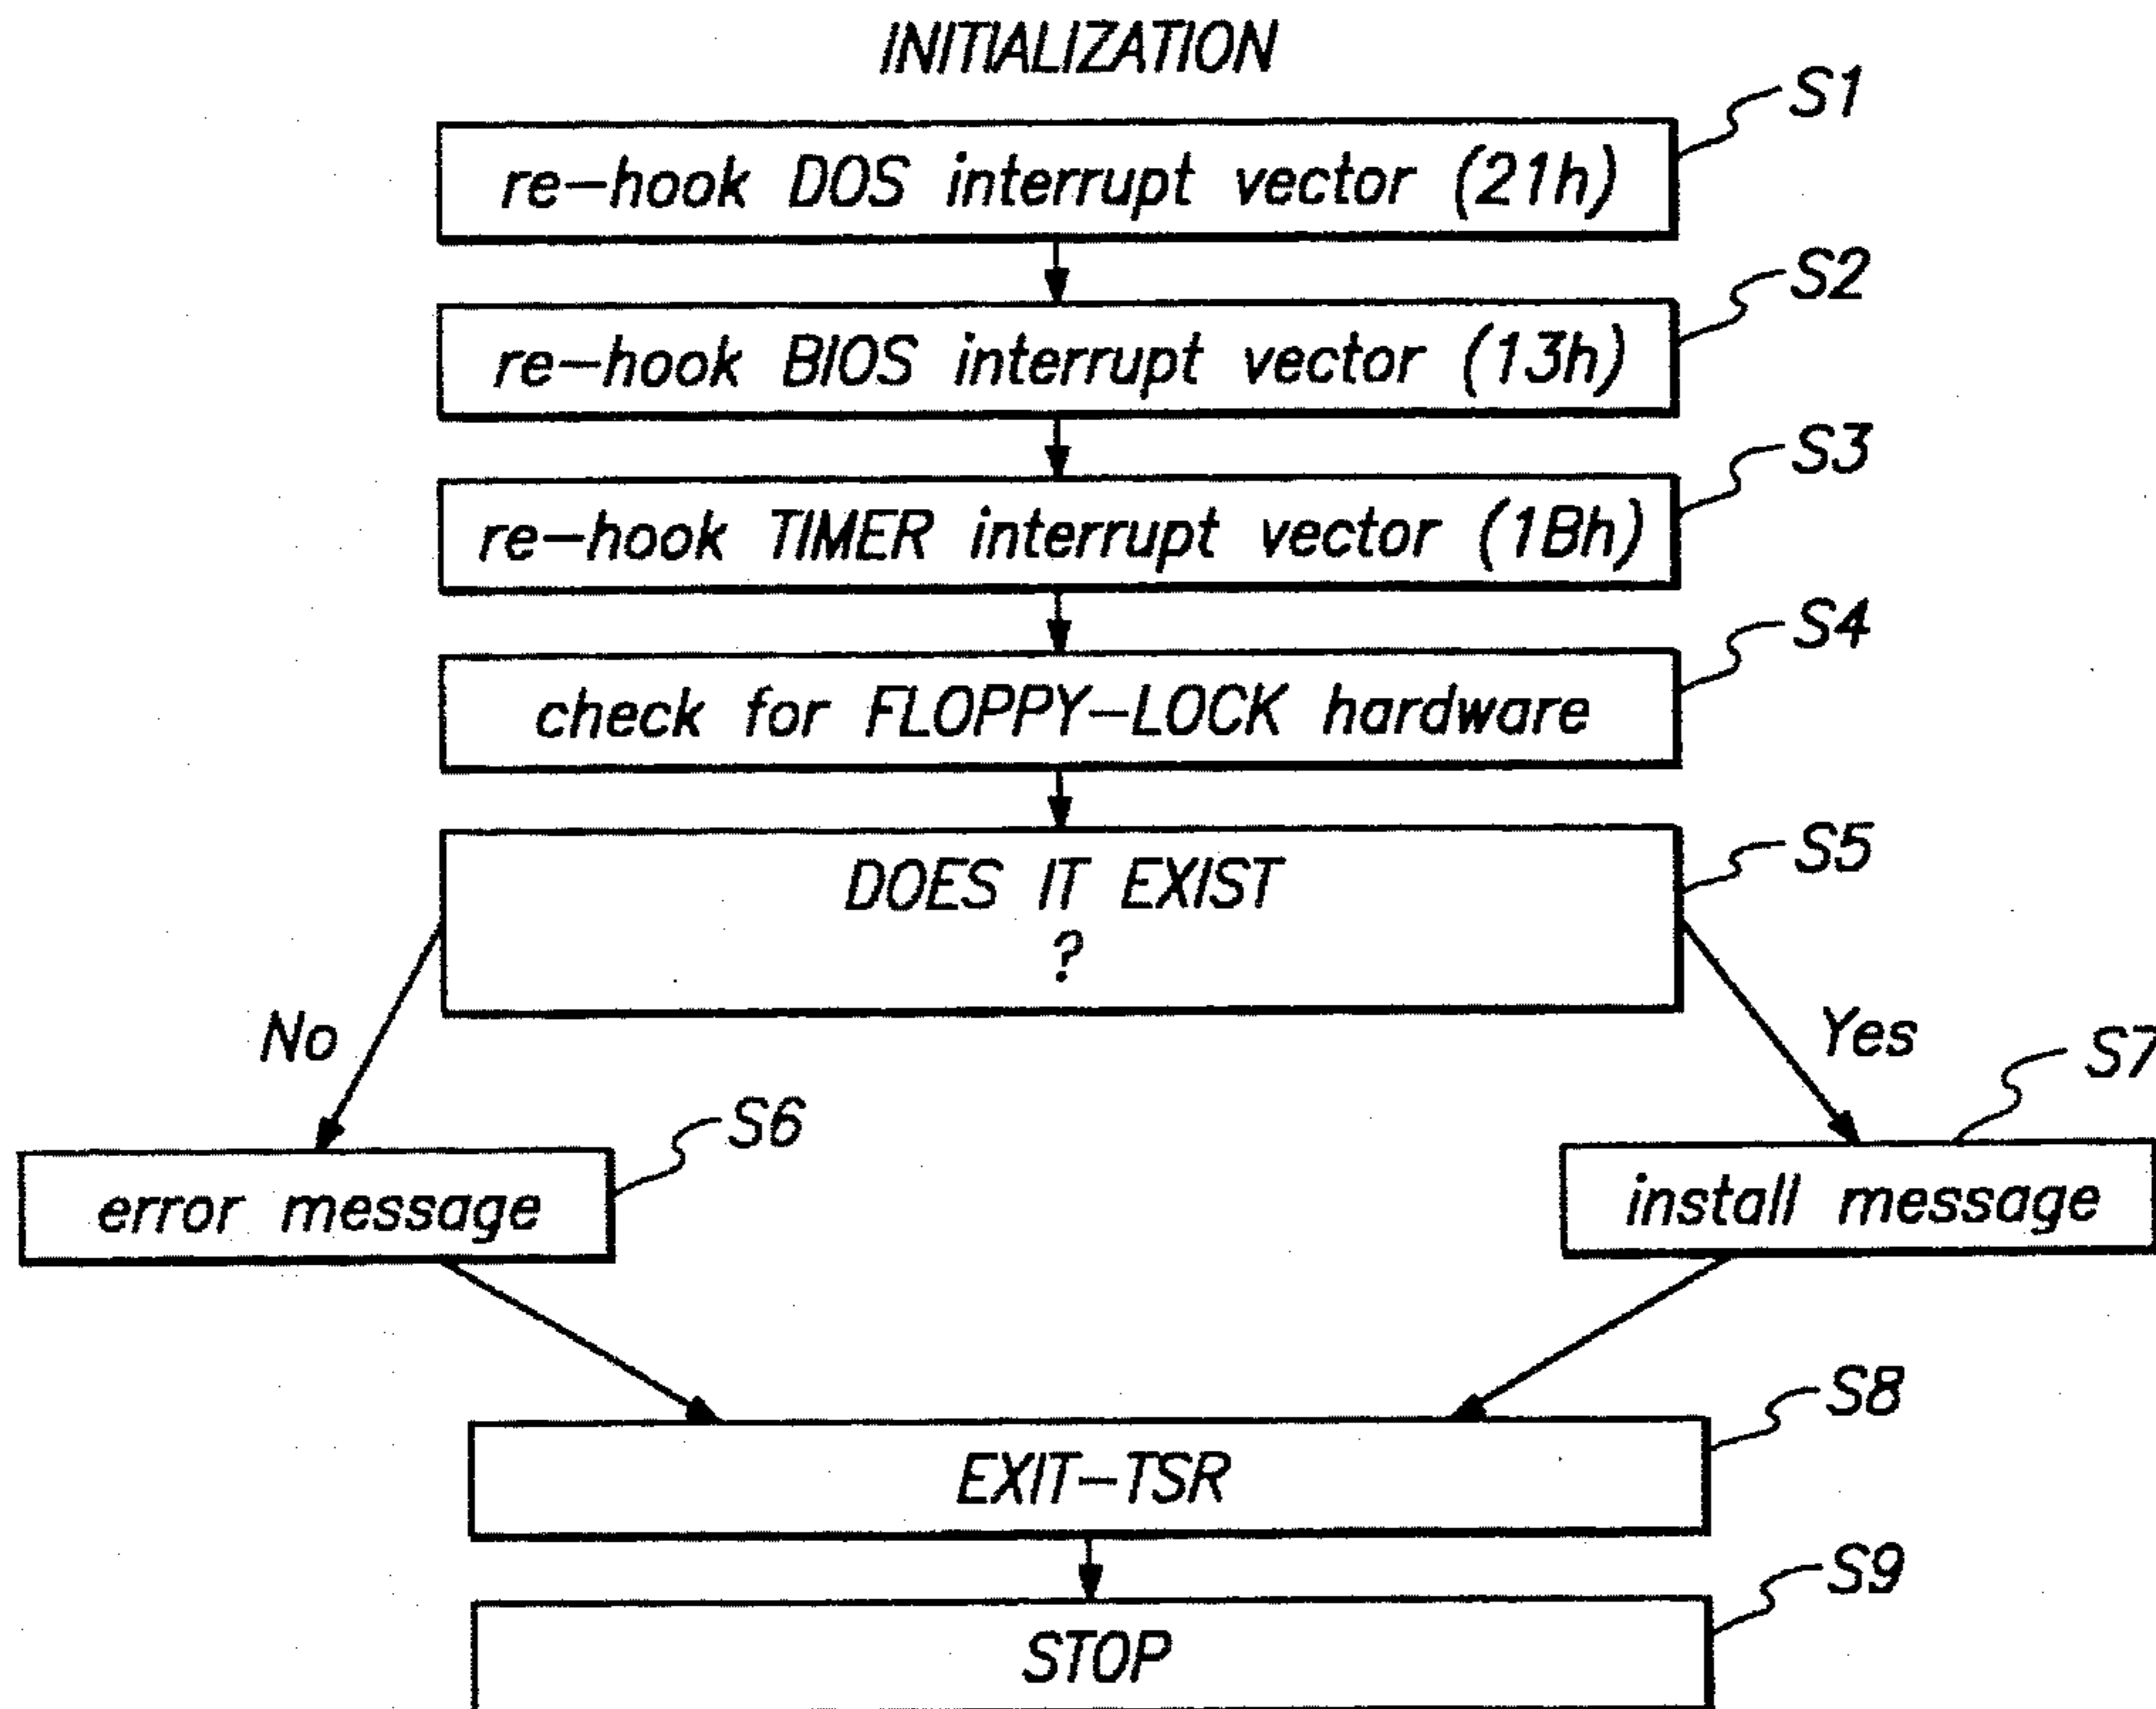 INITIALIZATION
S1
re-hook DOS interrupt vector (21h)
S2
re-hook BIOS interrupt vector (13h)
S3
re-hook TIMER interrupt vector (1Bh)
S4
check for FLOPPY-LOCK hardware
S5
DOES IT EXIST
?
No
Yes
S7
S6
error message
install message
S8
EXIT-TSR
S9
STOP